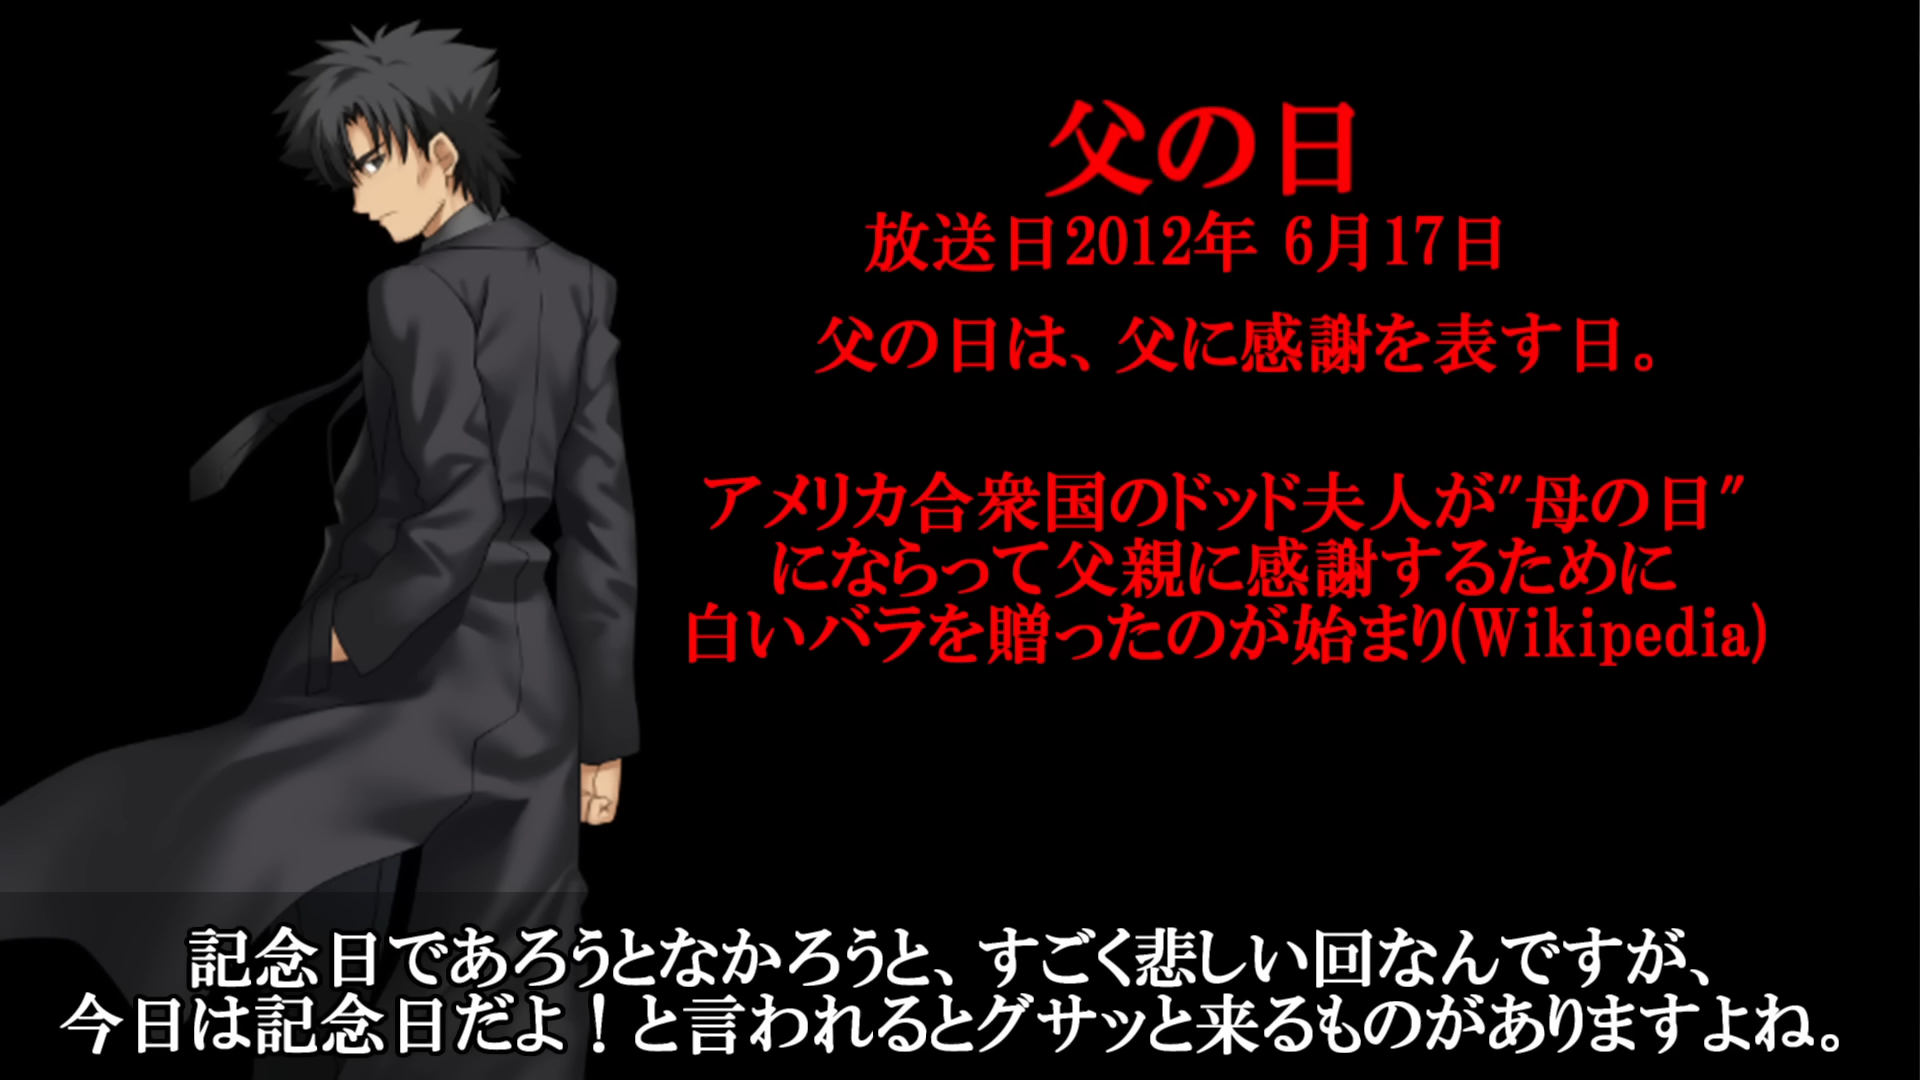 父の日
放送日2012年 6月17日
父の日は、父に感謝を表す日。
アメリカ合衆国のドッド夫人が"母の日"
にならって父親に感謝するために
白いバラを贈ったのが始まり(Wikipedia)
記念日であろうとなかろうと、すごく悲しい回なんですが、
今日は記念日だよ！と言われるとグサッと来るものがありますよね。